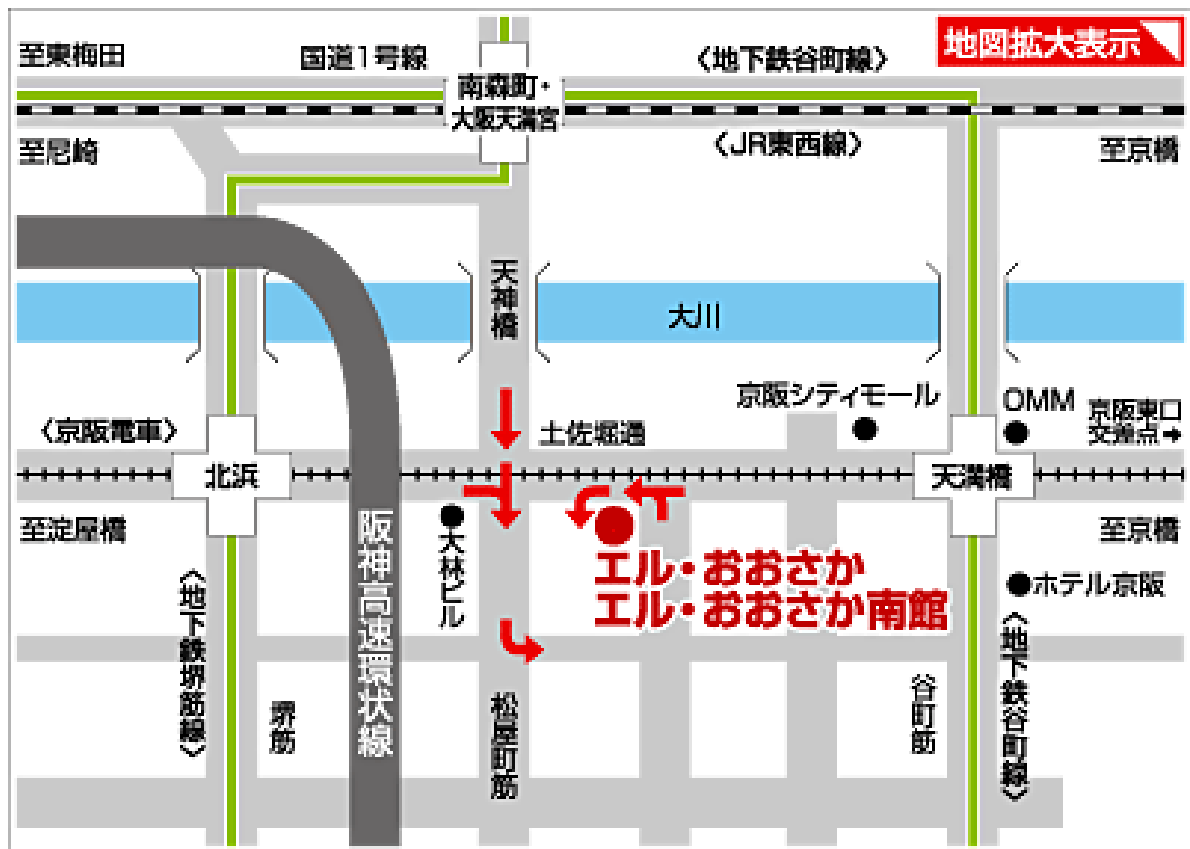 至東梅田
国道1号線
〈地下鉄谷町線〉
地図拡大表示
南森町・
大阪天満宮
至尼崎
〈JR東西線〉
至京橋
天神橋
大川
京阪シティモール
OMM
京阪東口
交差点➔
〈京阪電車〉
土佐堀通
北浜
天満橋
至淀屋橋
大林ビル
至京橋
エル・おおさか
エル・おおさか南館
ホテル京阪
〈地下鉄堺筋線〉
堺筋
阪神高速環状線
松屋町筋
谷町筋
〈地下鉄谷町線〉